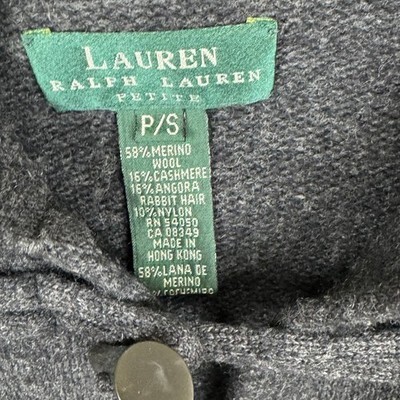 LAUREN
RALPH LAUREN
PETITE
P/S
58% MERINO
WOOL
16% CASHMERE
16% ANGORA
RABBIT HAIR
10% NYLON
RN 54050
CA 08349
MADE IN
HONG KONG
58% LANA DE
MERINO